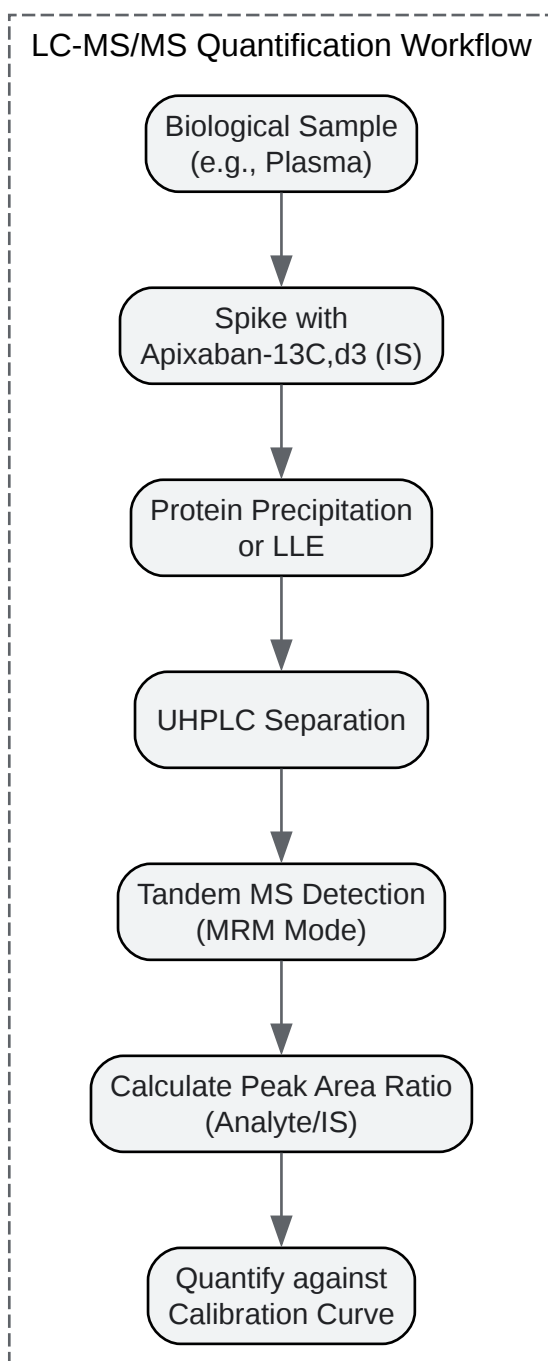 LC-MS/MS Quantification Workflow
Biological Sample
(e.g., Plasma)
Spike with
Apixaban-13C,d3 (IS)
Protein Precipitation
or LLE
UHPLC Separation
Tandem MS Detection
(MRM Mode)
Calculate Peak Area Ratio
(Analyte/IS)
Quantify against
Calibration Curve